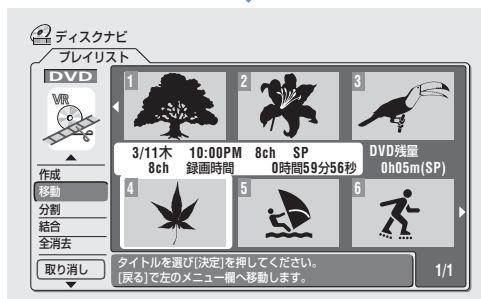 ディスクナビ
プレイリスト
DVD
VR
1
2
3
3/11木 10:00PM 8ch SP
8ch 録画時間 0時間59分56秒
DVD残量
0h05m(SP)
作成
移動
分割
結合
全消去
取り消し
4
5
6
タイトルを選び[決定]を押してください。
[戻る]で左のメニュー欄へ移動します。
1/1